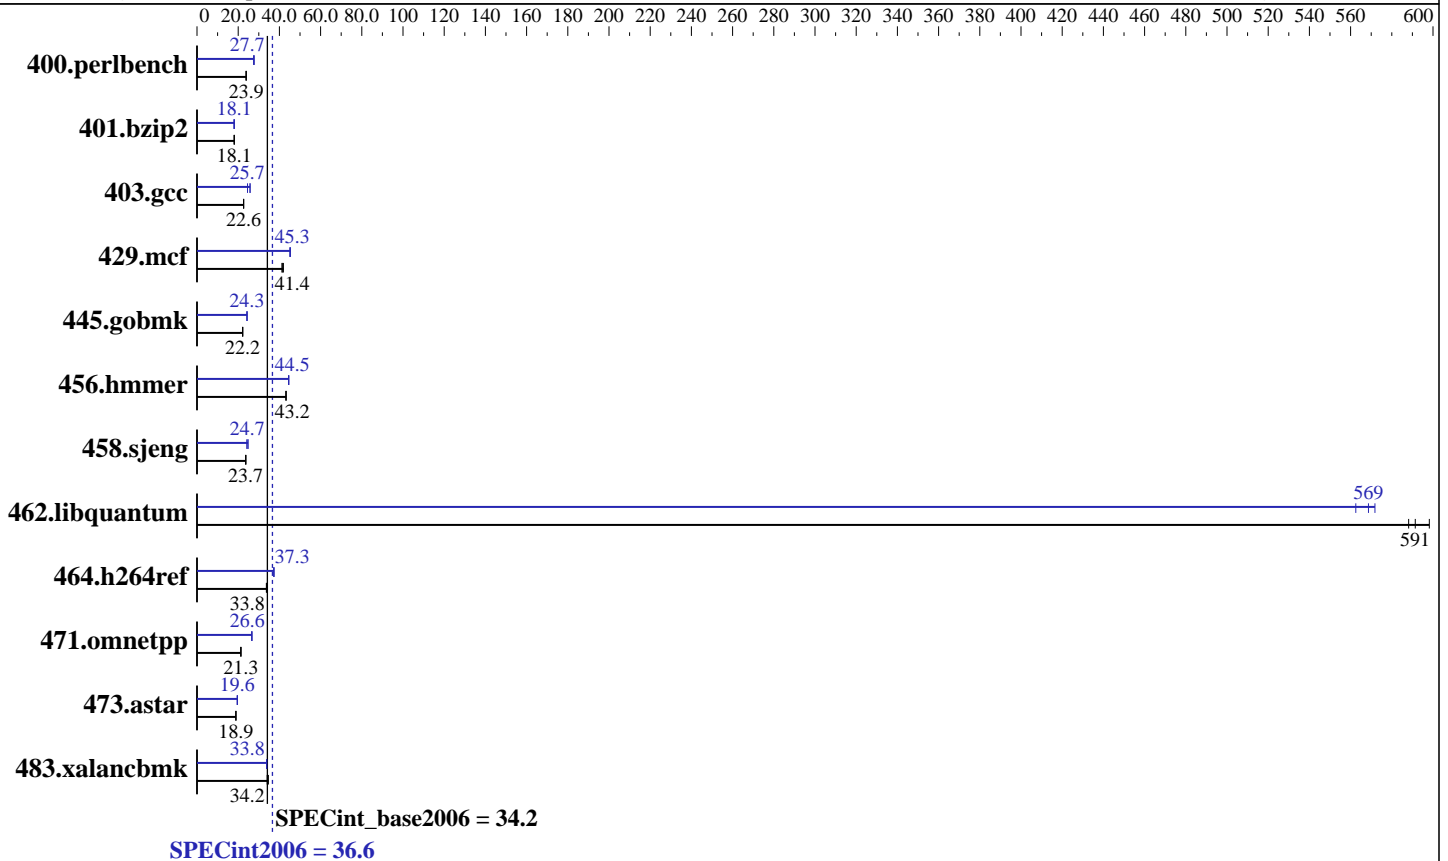 0 20.0 40.0 60.0 80.0 100 120 140 160 180 200 220 240 260 280 300 320 340 360 380 400 420 440 460 480 500 520 540 560 600
27.7
400.perlbench
23.9
18.1
401.bzip2
18.1
25.7
403.gcc
22.6
45.3
429.mcf
41.4
24.3
445.gobmk
22.2
44.5
456.hmmer
43.2
24.7
458.sjeng
23.7
569
462.libquantum
591
37.3
464.h264ref
33.8
26.6
471.omnetpp
21.3
19.6
473.astar
18.9
33.8
483.xalancbmk
34.2
SPECint_base2006 = 34.2
SPECint2006 = 36.6